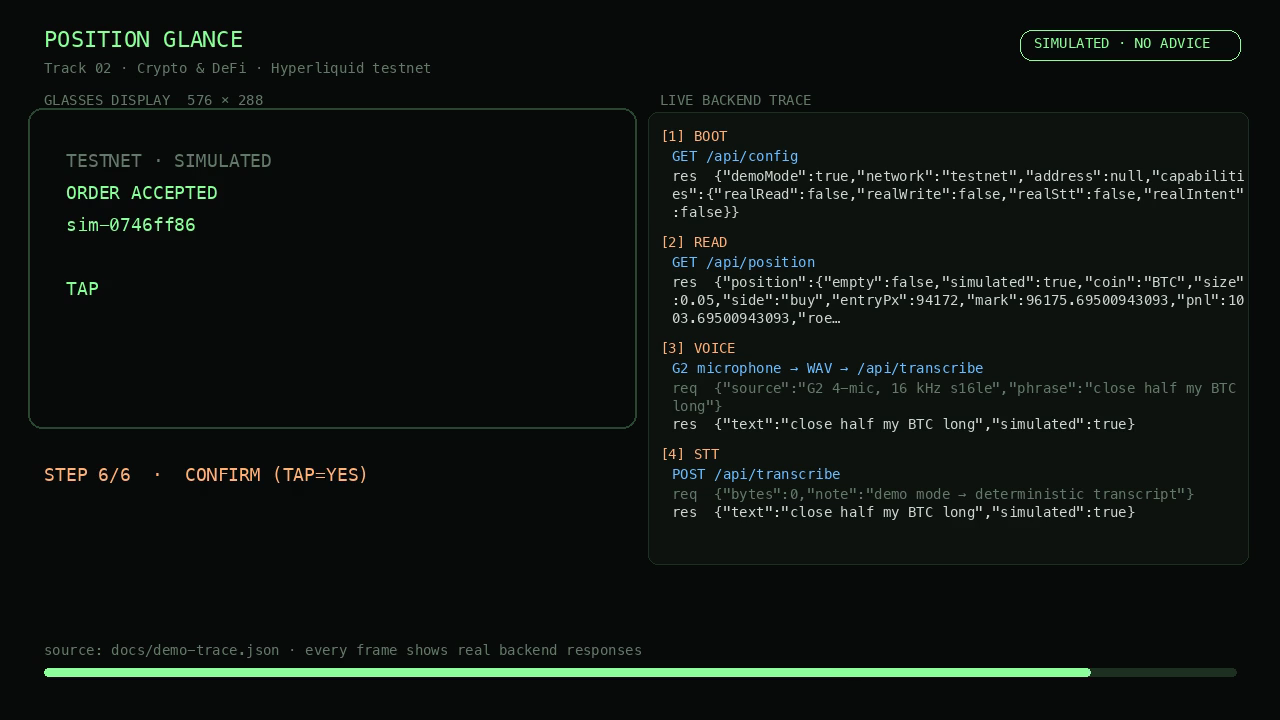 POSITION GLANCE
Track 02 · Crypto & DeFi · Hyperliquid testnet
SIMULATED · NO ADVICE
GLASSES DISPLAY  576 × 288
TESTNET · SIMULATED
ORDER ACCEPTED
sim-0746ff86
TAP
STEP 6/6  ·  CONFIRM (TAP=YES)
LIVE BACKEND TRACE
[1] BOOT
GET /api/config
res  {"demoMode":true,"network":"testnet","address":null,"capabiliti
es":{"realRead":false,"realWrite":false,"realStt":false,"realIntent"
:false}}
[2] READ
GET /api/position
res  {"position":{"empty":false,"simulated":true,"coin":"BTC","size"
:0.05,"side":"buy","entryPx":94172,"mark":96175.69500943093,"pnl":10
03.69500943093,"roe…
[3] VOICE
G2 microphone → WAV → /api/transcribe
req  {"source":"G2 4-mic, 16 kHz s16le","phrase":"close half my BTC
long"}
res  {"text":"close half my BTC long","simulated":true}
[4] STT
POST /api/transcribe
req  {"bytes":0,"note":"demo mode → deterministic transcript"}
res  {"text":"close half my BTC long","simulated":true}
source: docs/demo-trace.json · every frame shows real backend responses